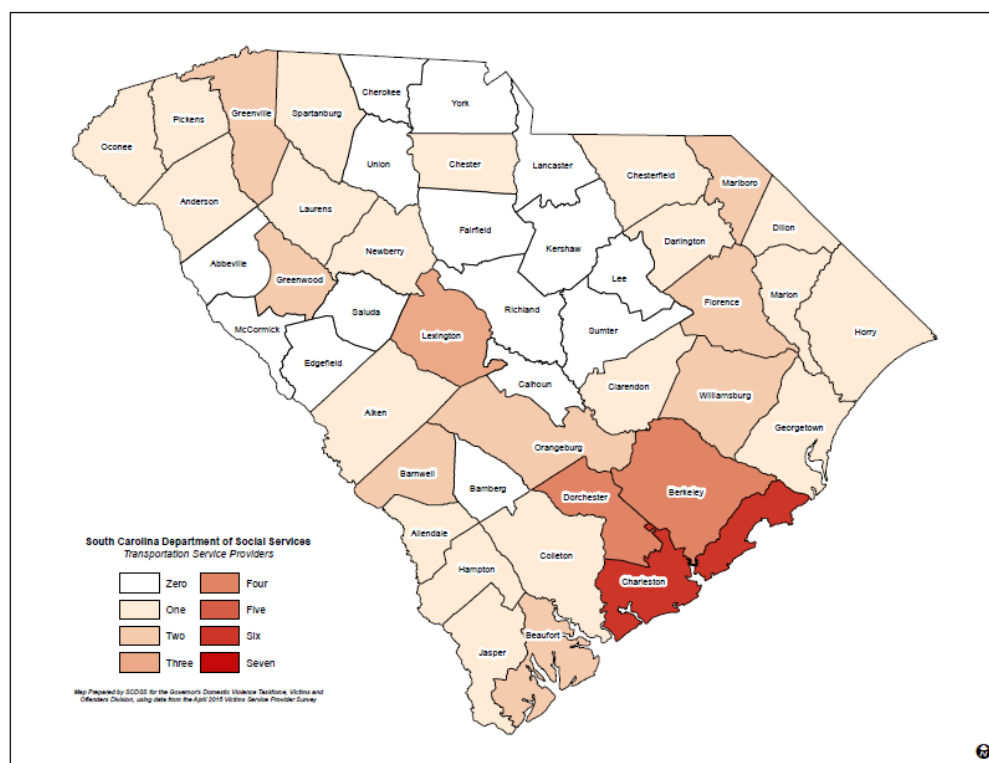 Cherokee
York
Greenville
Spartanburg
Pickens
Oconee
Union
Chester
Lancaster
Chesterfield
Marlboro
Anderson
Laurens
Dillon
Fairfield
Darlington
Newberry
Kershaw
Abbeville
Lee
Greenwood
Marion
Florence
Saluda
Richland
McCormick
Sumter
Horry
Lexington
Edgefield
Calhoun
Clarendon
Williamsburg
Aiken
Georgetown
Orangeburg
Barnwell
Bamberg
Dorchester
Berkeley
Allendale
Colleton
Hampton
Charleston
Beaufort
Jasper
South Carolina Department of Social Services
Transportation Service Providers
Zero
Four
One
Five
Two
Six
Three
Seven
Map Prepared by SCDSS for the Governor's Domestic Violence Taskforce, Victims and
Offenders Division, using data from the April 2015 Victims Service Provider Survey